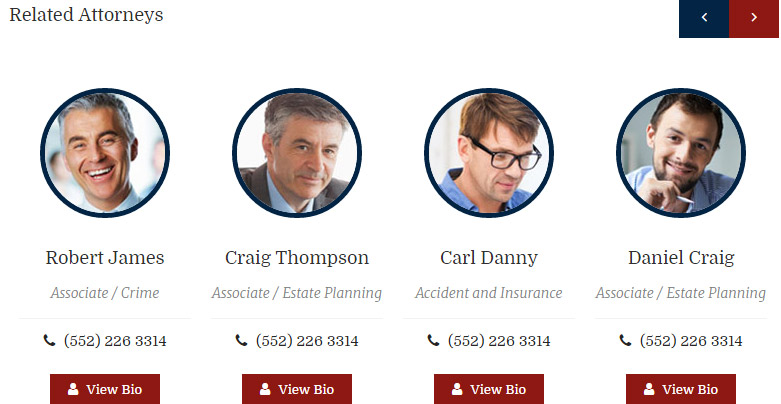 Related Attorneys
Robert James
Craig Thompson
Carl Danny
Daniel Craig
Associate / Crime
Associate / Estate Planning
Accident and Insurance
Associate / Estate Planning
(552) 226 3314
(552) 226 3314
(552) 226 3314
(552) 226 3314
View Bio
View Bio
View Bio
View Bio